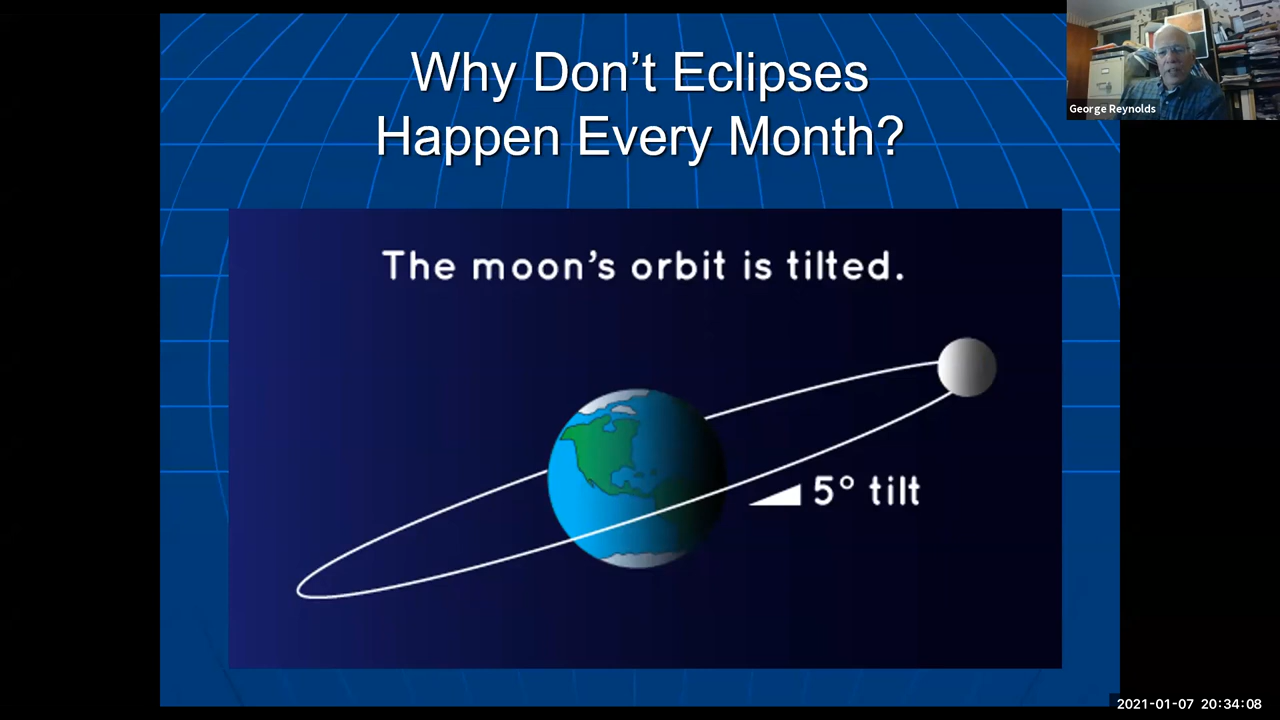 Why Don’t Eclipses
Happen Every Month?
George Reynolds
The moon’s orbit is tilted.
5° tilt
2021-01-07 20:34:08